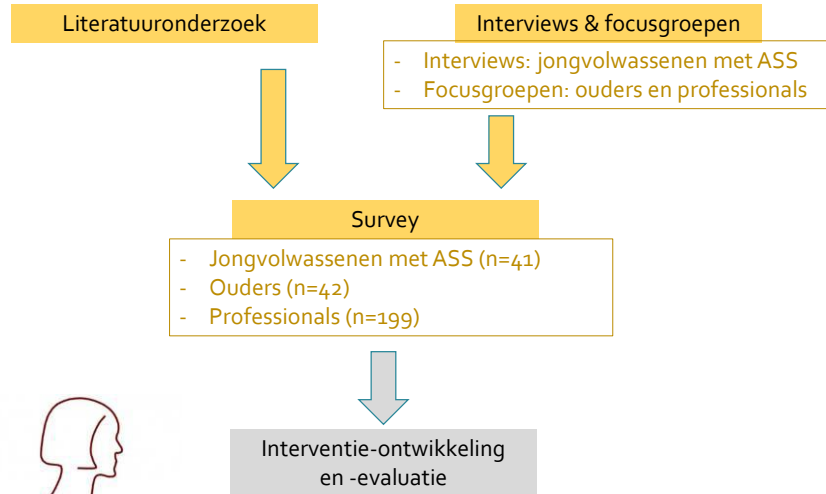 Literatuuronderzoek
Interviews & focusgroepen
- Interviews: jongvolwassenen met ASS
- Focusgroepen: ouders en professionals
Survey
- Jongvolwassenen met ASS (n=41)
- Ouders (n=42)
- Professionals (n=199)
Interventie-ontwikkeling
en -evaluatie